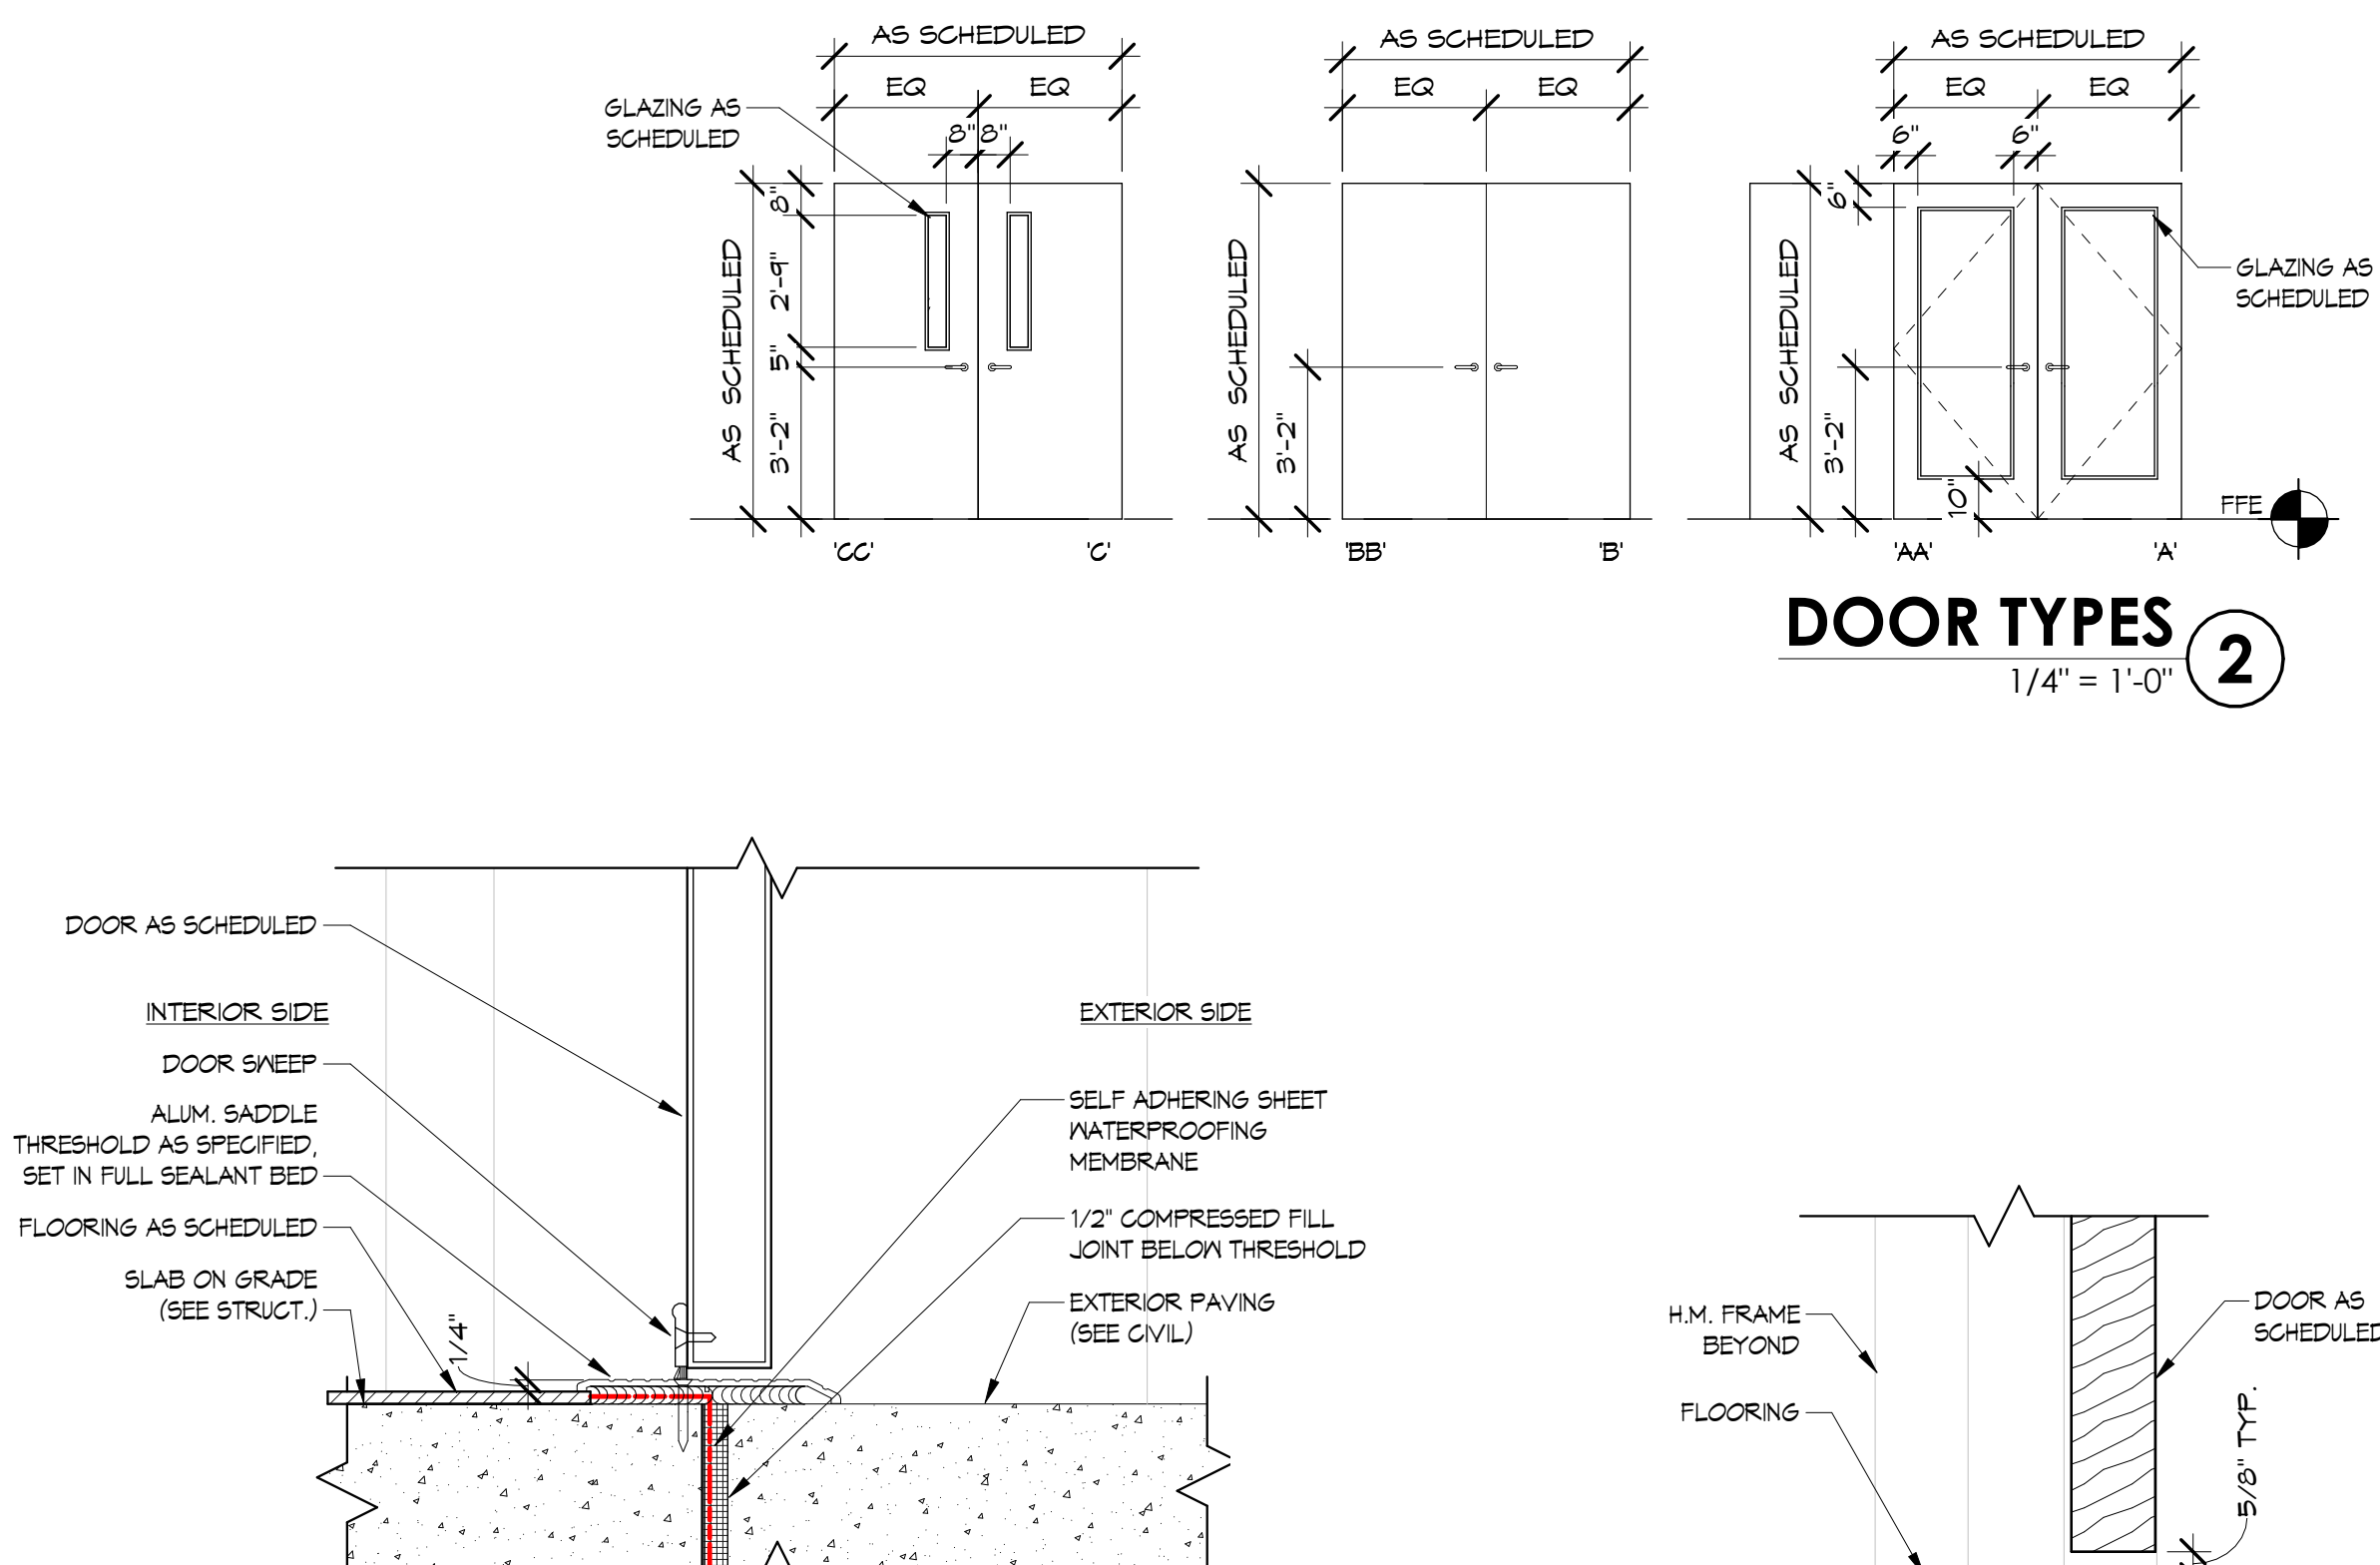 AS SCHEDULED
EQ
EQ
8"
8"
GLAZING AS
SCHEDULED
8"
2'-9"
5"
3'-2"
AS SCHEDULED
'CC'
'C'
AS SCHEDULED
EQ
EQ
AS SCHEDULED
3'-2"
'BB'
'B'
AS SCHEDULED
EQ
EQ
6"
6"
6"
AS SCHEDULED
3'-2"
10"
GLAZING AS
SCHEDULED
FFE
'AA'
'A'
DOOR TYPES
2
1/4" = 1'-0"
DOOR AS SCHEDULED
INTERIOR SIDE
DOOR SWEEP
ALUM. SADDLE
THRESHOLD AS SPECIFIED,
SET IN FULL SEALANT BED
FLOORING AS SCHEDULED
SLAB ON GRADE
(SEE STRUCT.)
1/4"
EXTERIOR SIDE
SELF ADHERING SHEET
WATERPROOFING
MEMBRANE
1/2" COMPRESSED FILL
JOINT BELOW THRESHOLD
EXTERIOR PAVING
(SEE CIVIL)
H.M. FRAME
BEYOND
FLOORING
DOOR AS
SCHEDULED
5/8" TYP.